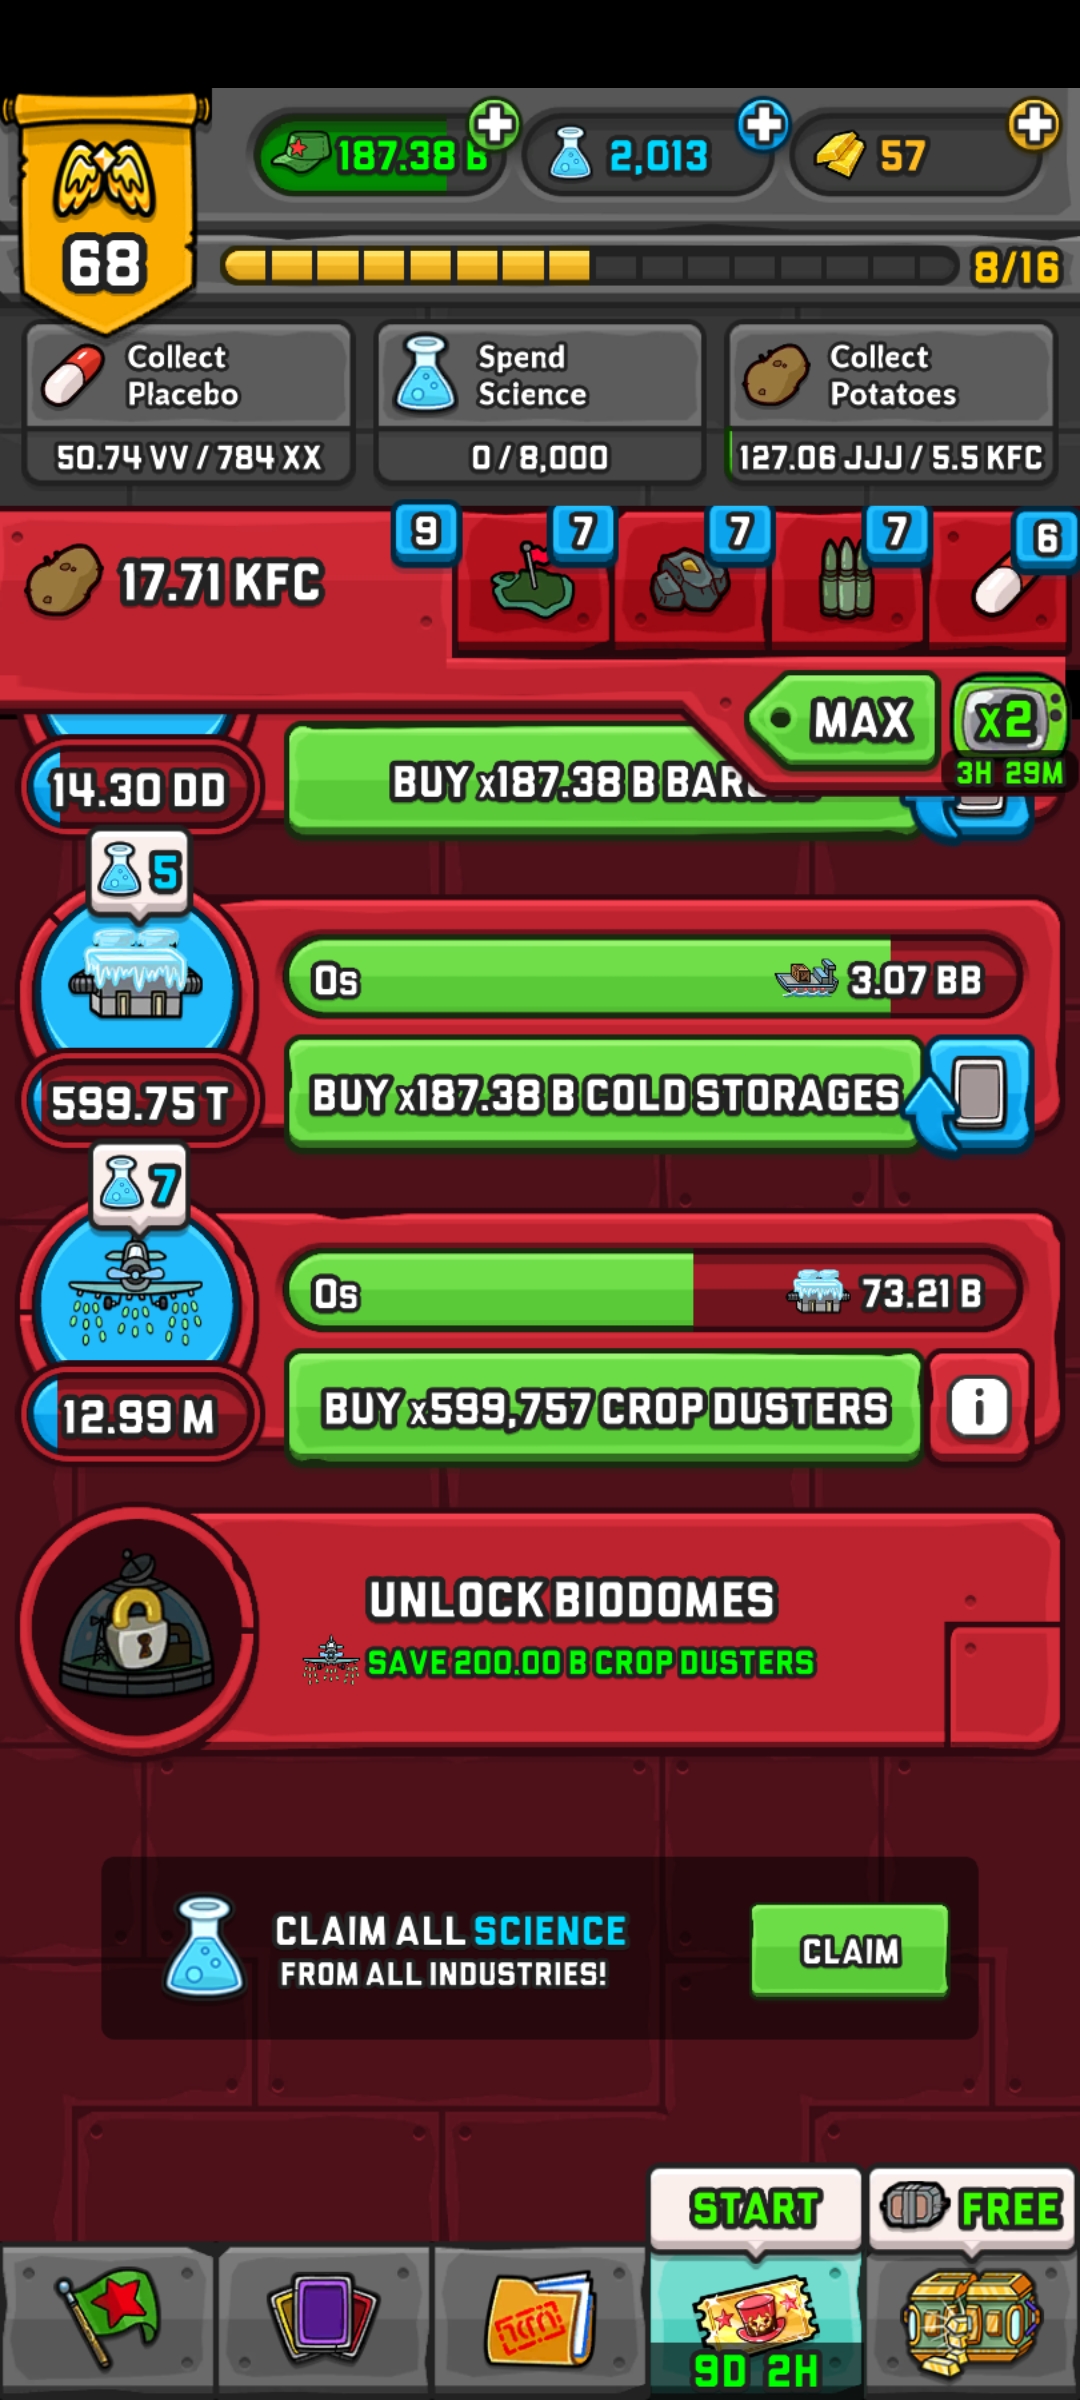 187.38 B
2,013
57
68
8/16
Collect
Placebo
50.74 VV / 784 XX
Spend
Science
0 / 8,000
Collect
Potatoes
127.06 JJJ / 5.5 KFC
17.71 KFC
9
7
7
7
6
MAX
x2
3H 29M
14.30 DD
BUY x187.38 B
5
0s
3.07 BB
599.75 T
BUY x187.38 B COLD STORAGES
7
0s
73.21 B
12.99 M
BUY x599,757 CROP DUSTERS
i
UNLOCK BIODOMES
SAVE 200.00 B CROP DUSTERS
CLAIM ALL SCIENCE
FROM ALL INDUSTRIES!
CLAIM
START
FREE
9D 2H